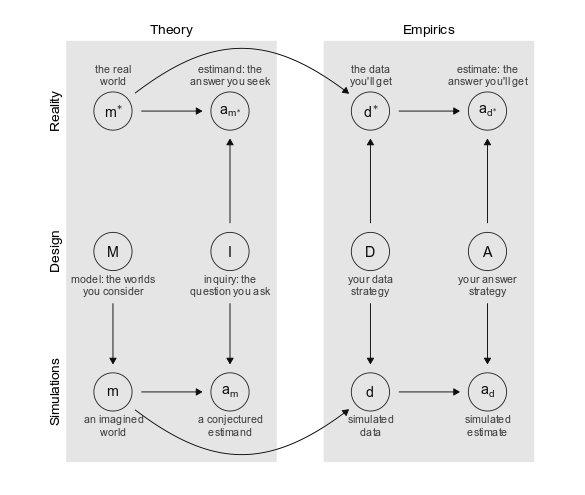 Theory
Empirics
Reality
the real
world
estimand: the
answer you seek
the data
you'll get
estimate: the
answer you'll get
m*
a_m*
d*
a_d*
Design
M
I
D
A
model: the worlds
you consider
inquiry: the
question you ask
your data
strategy
your answer
strategy
Simulations
m
a_m
d
a_d
an imagined
world
a conjectured
estimand
simulated
data
simulated
estimate